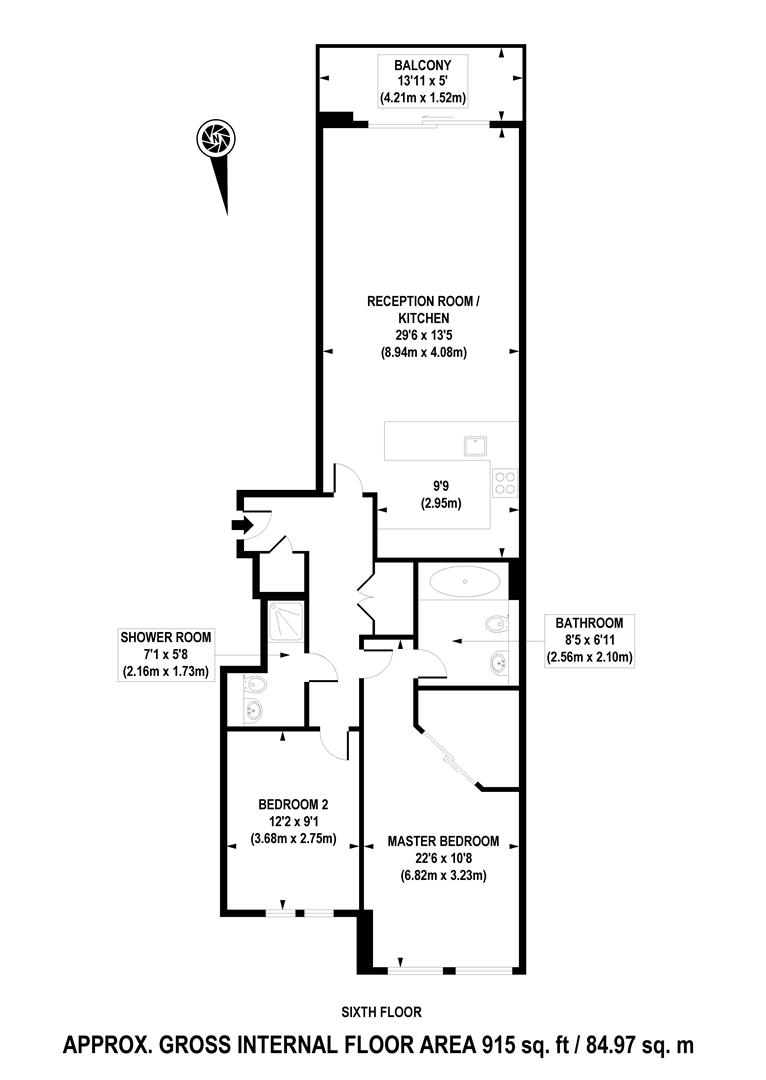 BALCONY
13'11 x 5'
(4.21m x 1.52m)
N
RECEPTION ROOM /
KITCHEN
29'6 x 13'5
(8.94m x 4.08m)
9'9
(2.95m)
SHOWER ROOM
7'1 x 5'8
(2.16m x 1.73m)
BATHROOM
8'5 x 6'11
(2.56m x 2.10m)
BEDROOM 2
12'2 x 9'1
(3.68m x 2.75m)
MASTER BEDROOM
22'6 x 10'8
(6.82m x 3.23m)
SIXTH FLOOR
APPROX. GROSS INTERNAL FLOOR AREA 915 sq. ft / 84.97 sq. m